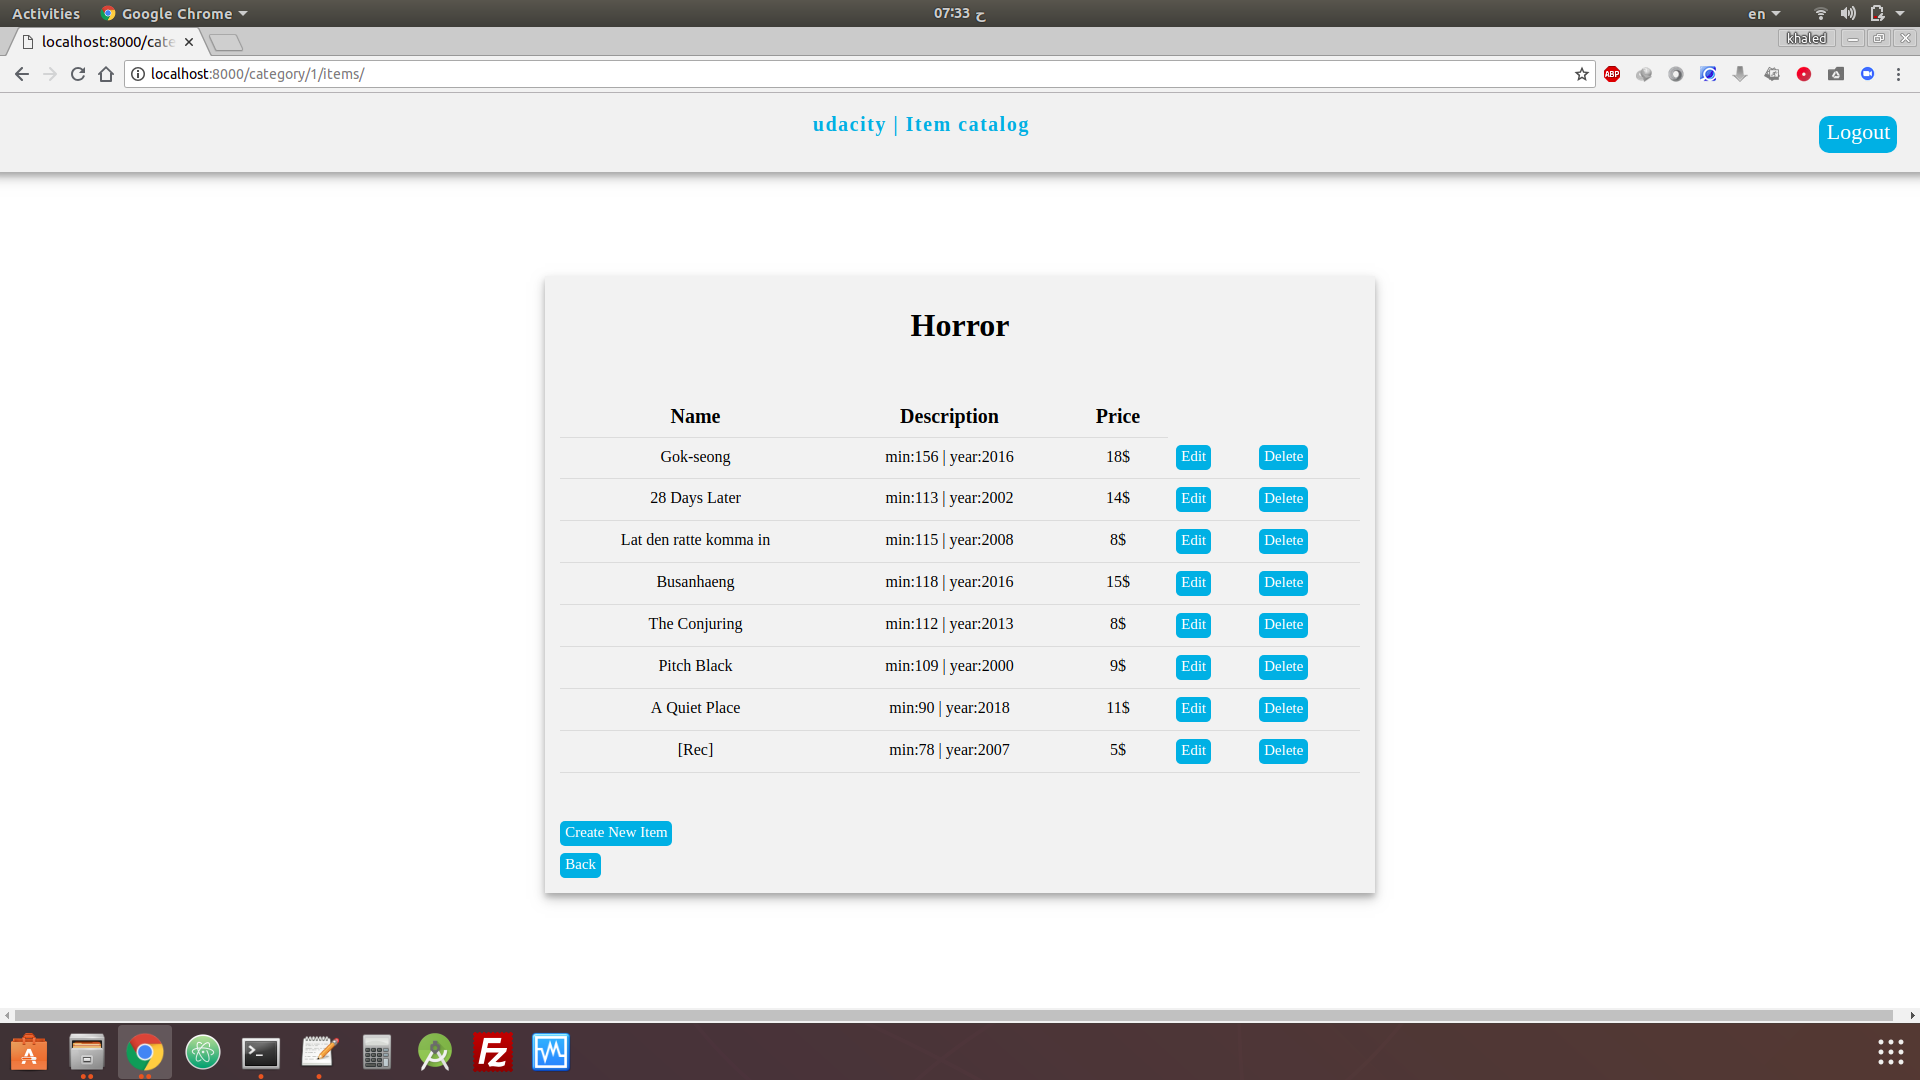 Activities Google Chrome 07:33 ح en
localhost:8000/cate khaled
localhost:8000/category/1/items/ ABP
udacity | Item catalog Logout
Horror
Name Description Price
Gok-seong min:156 | year:2016 18$ Edit Delete
28 Days Later min:113 | year:2002 14$ Edit Delete
Lat den ratte komma in min:115 | year:2008 8$ Edit Delete
Busanhaeng min:118 | year:2016 15$ Edit Delete
The Conjuring min:112 | year:2013 8$ Edit Delete
Pitch Black min:109 | year:2000 9$ Edit Delete
A Quiet Place min:90 | year:2018 11$ Edit Delete
[Rec] min:78 | year:2007 5$ Edit Delete
Create New Item
Back